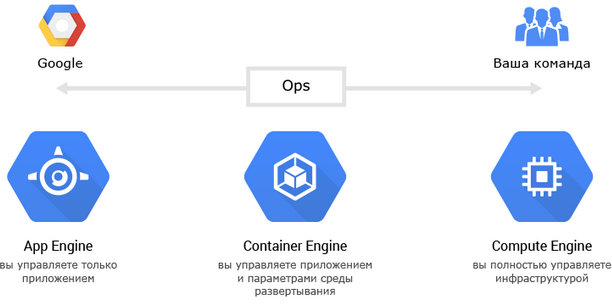 Google
Ваша команда
Ops
App Engine
вы управляете только
приложением
Container Engine
вы управляете приложением
и параметрами среды
развертывания
Compute Engine
вы полностью управляете
инфраструктурой